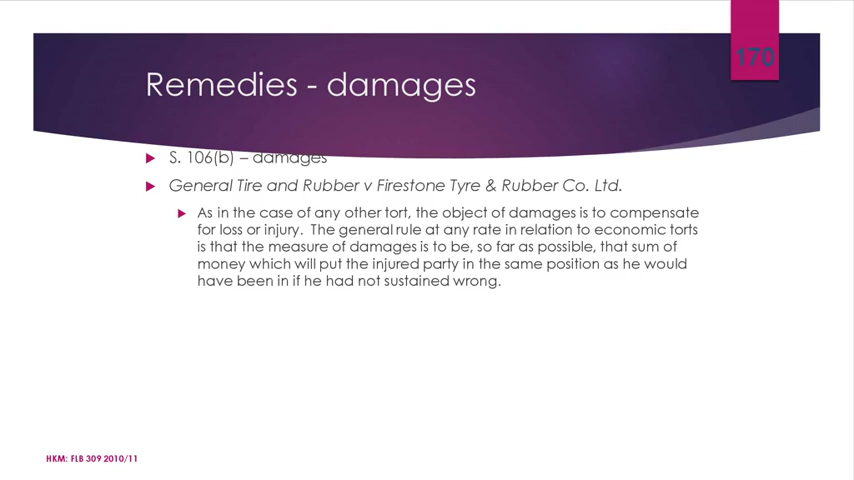 170
Remedies - damages
S. 106(b) – damages
General Tire and Rubber v Firestone Tyre & Rubber Co. Ltd.
As in the case of any other tort, the object of damages is to compensate
for loss or injury. The general rule at any rate in relation to economic torts
is that the measure of damages is to be, so far as possible, that sum of
money which will put the injured party in the same position as he would
have been in if he had not sustained wrong.
HKM: FLB 309 2010/11